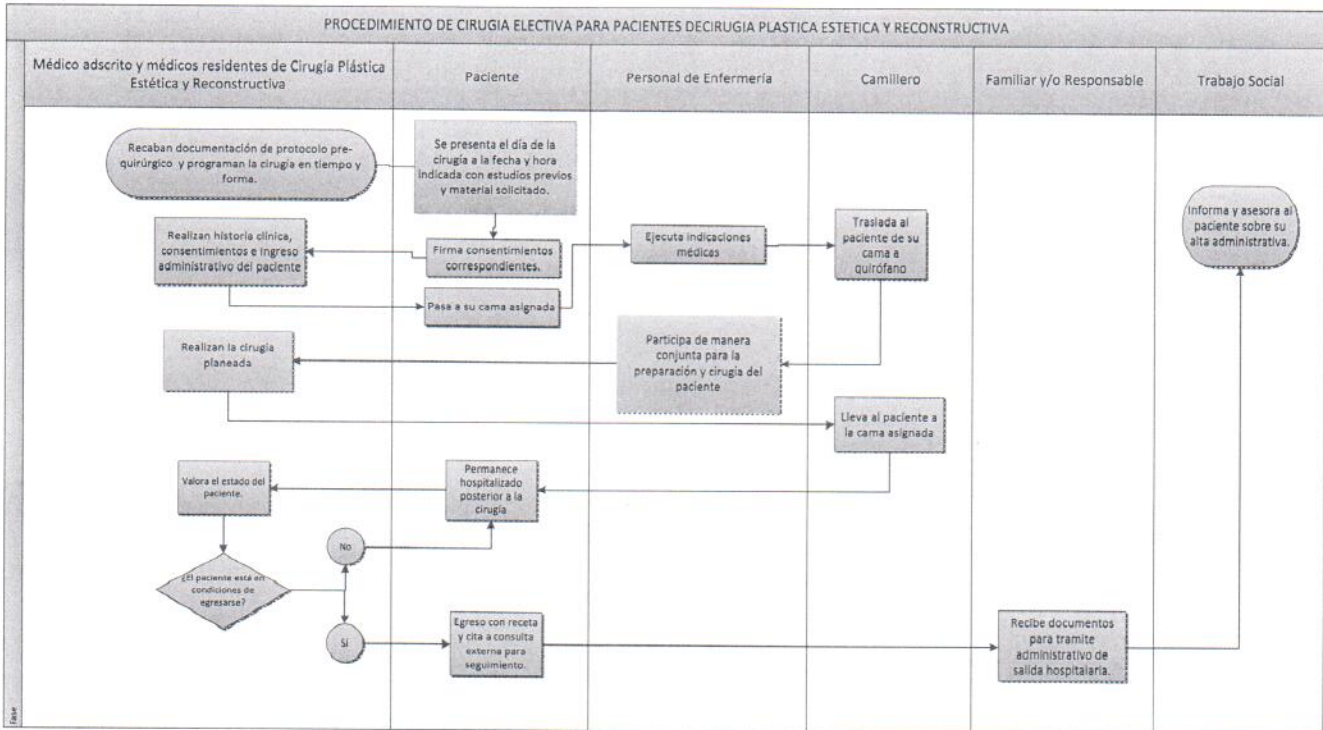 PROCEDIMIENTO DE CIRUGIA ELECTIVA PARA PACIENTES DECIRUGIA PLASTICA ESTETICA Y RECONSTRUCTIVA
Médico adscrito y médicos residentes de Cirugía Plástica
Estética y Reconstructiva
Paciente
Personal de Enfermería
Camillero
Familiar y/o Responsable
Trabajo Social
Recaban documentación de protocolo pre-
quirúrgico y programan la cirugía en tiempo y
forma.
Se presenta el día de la
cirugía a la fecha y hora
indicada con estudios previos
y material solicitado.
Realizan historia clínica,
consentimientos e ingreso
administrativo del paciente
Firma consentimientos
correspondientes.
Pasa a su cama asignada
Ejecuta indicaciones
médicas
Traslada al
paciente de su
cama a
quirófano
Informa y asesora al
paciente sobre su
alta administrativa.
Realizan la cirugía
planeada
Participa de manera
conjunta para la
preparación y cirugía del
paciente
Lleva al paciente a
la cama asignada
Valora el estado del
paciente.
Permanece
hospitalizado
posterior a la
cirugía
No
¿El paciente está en
condiciones de
egresarse?
Sí
Egreso con receta
y cita a consulta
externa para
seguimiento.
Recibe documentos
para tramite
administrativo de
salida hospitalaria.
Fase